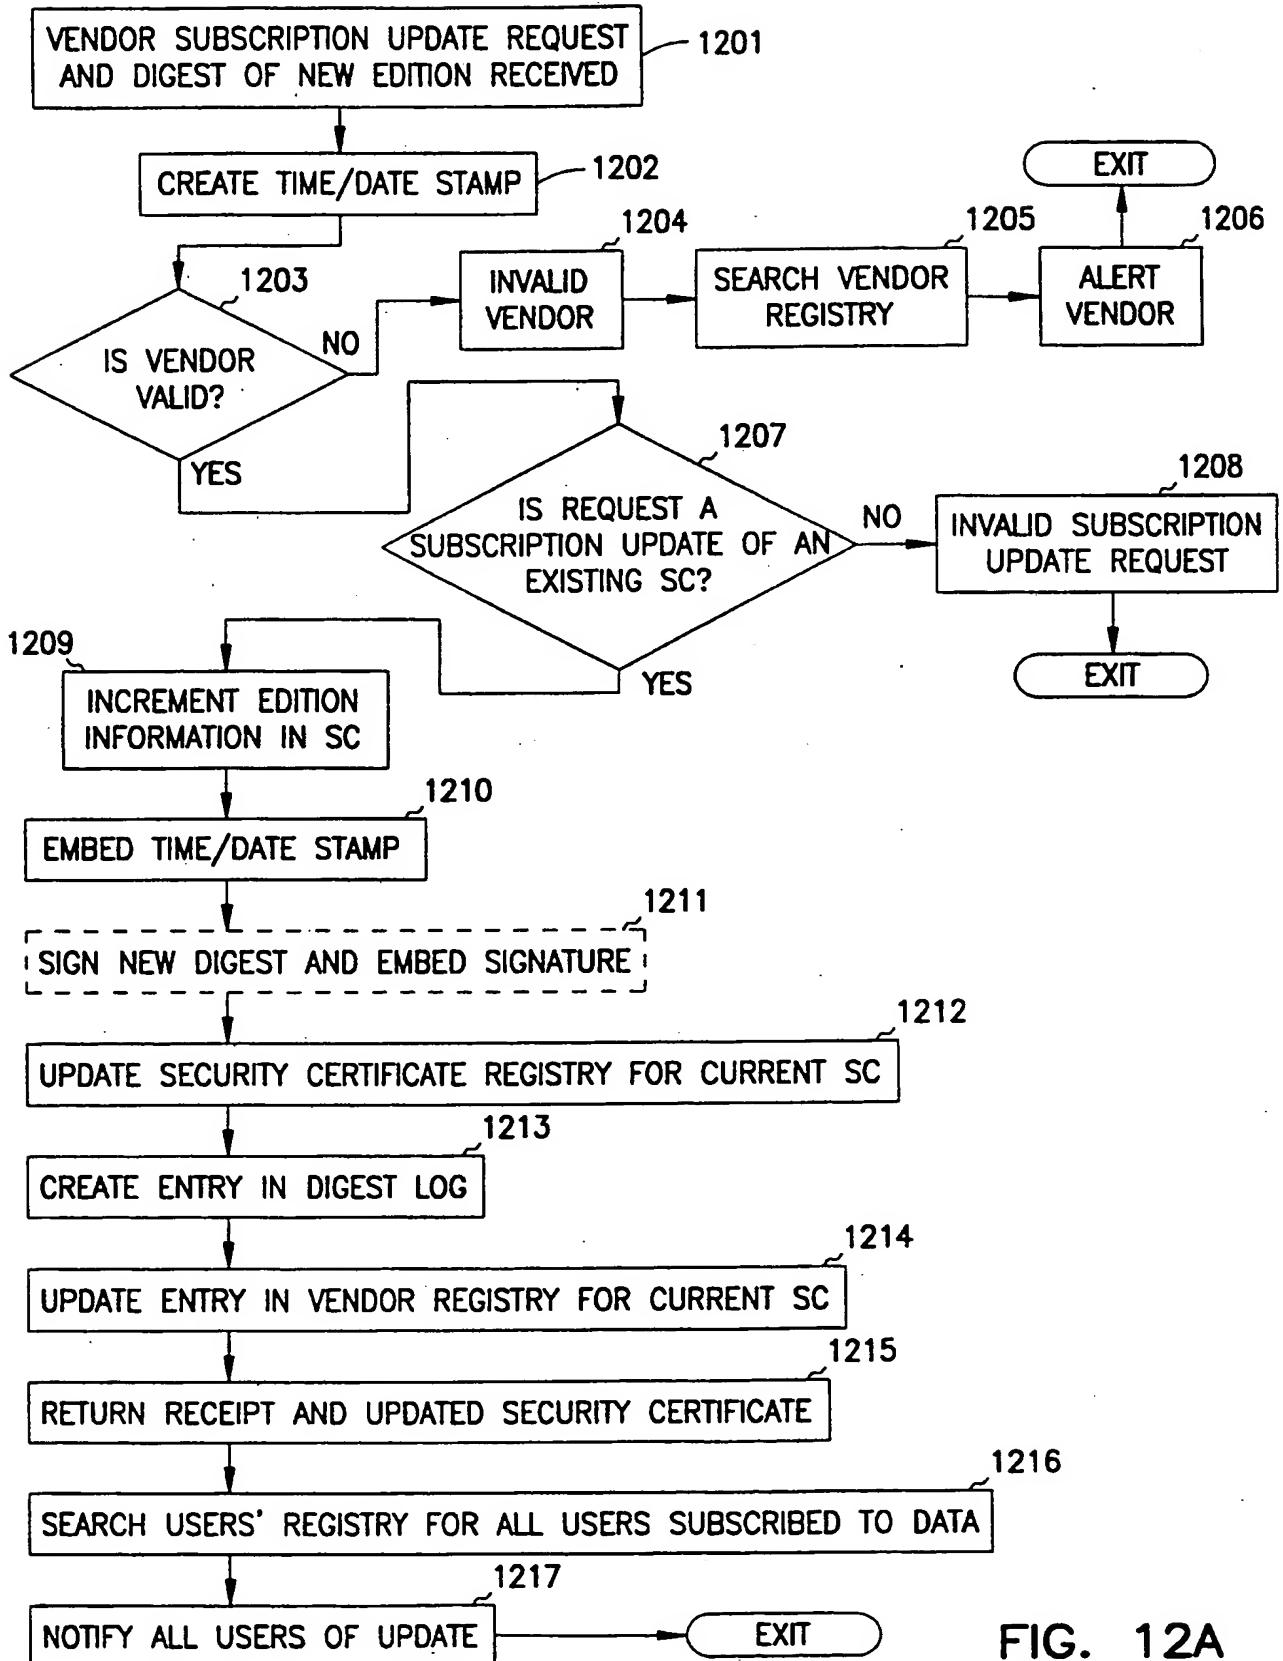 VENDOR SUBSCRIPTION UPDATE REQUEST
AND DIGEST OF NEW EDITION RECEIVED
1201
CREATE TIME/DATE STAMP
1202
1203
IS VENDOR
VALID?
NO
YES
1204
INVALID
VENDOR
1205
SEARCH VENDOR
REGISTRY
1206
ALERT
VENDOR
EXIT
1207
IS REQUEST A
SUBSCRIPTION UPDATE OF AN
EXISTING SC?
NO
YES
1208
INVALID SUBSCRIPTION
UPDATE REQUEST
EXIT
1209
INCREMENT EDITION
INFORMATION IN SC
1210
EMBED TIME/DATE STAMP
1211
SIGN NEW DIGEST AND EMBED SIGNATURE
1212
UPDATE SECURITY CERTIFICATE REGISTRY FOR CURRENT SC
1213
CREATE ENTRY IN DIGEST LOG
1214
UPDATE ENTRY IN VENDOR REGISTRY FOR CURRENT SC
1215
RETURN RECEIPT AND UPDATED SECURITY CERTIFICATE
1216
SEARCH USERS' REGISTRY FOR ALL USERS SUBSCRIBED TO DATA
1217
NOTIFY ALL USERS OF UPDATE
EXIT
FIG. 12A